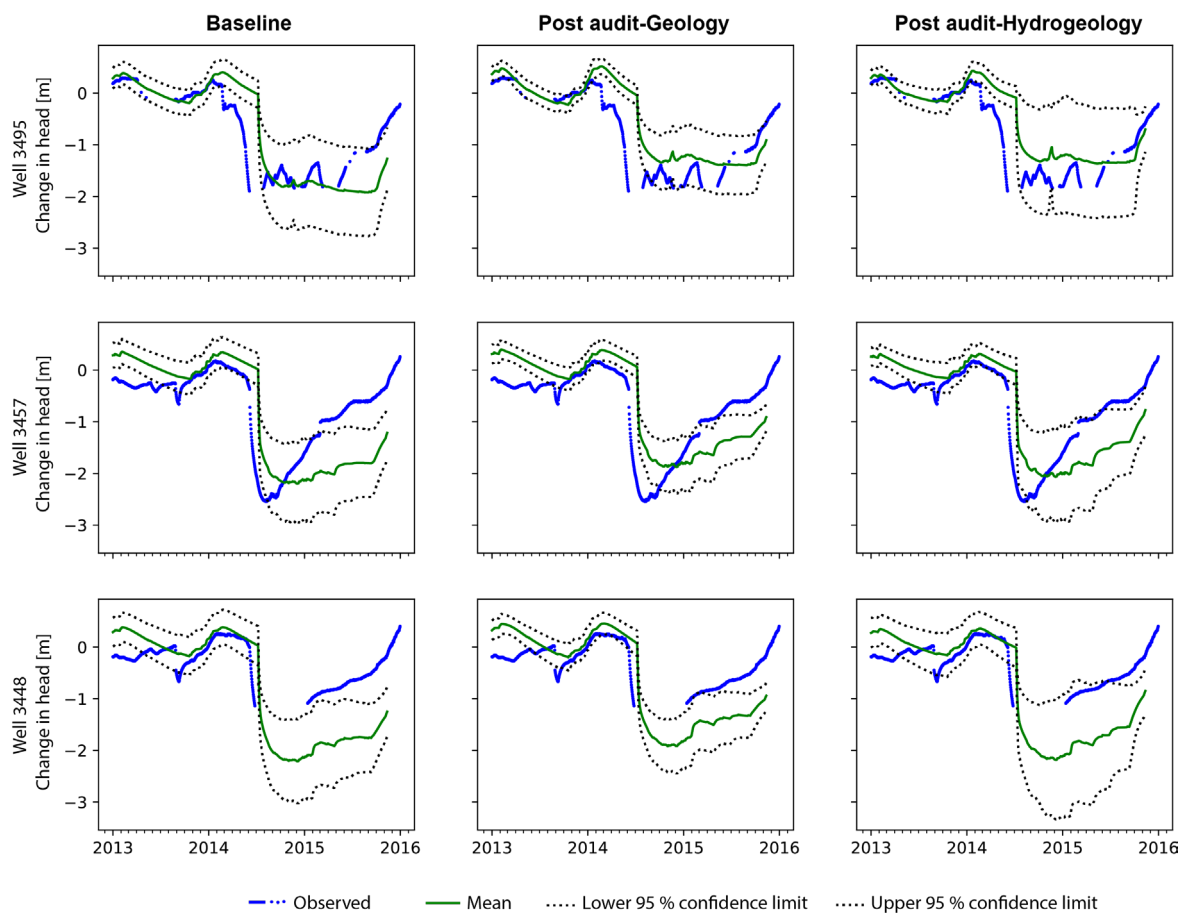 Baseline
Post audit-Geology
Post audit-Hydrogeology
Well 3495
Change in head [m]
0
−1
−2
−3
Well 3457
Change in head [m]
0
−1
−2
−3
Well 3448
Change in head [m]
0
−1
−2
−3
2013 2014 2015 2016
2013 2014 2015 2016
2013 2014 2015 2016
Observed Mean Lower 95 % confidence limit Upper 95 % confidence limit